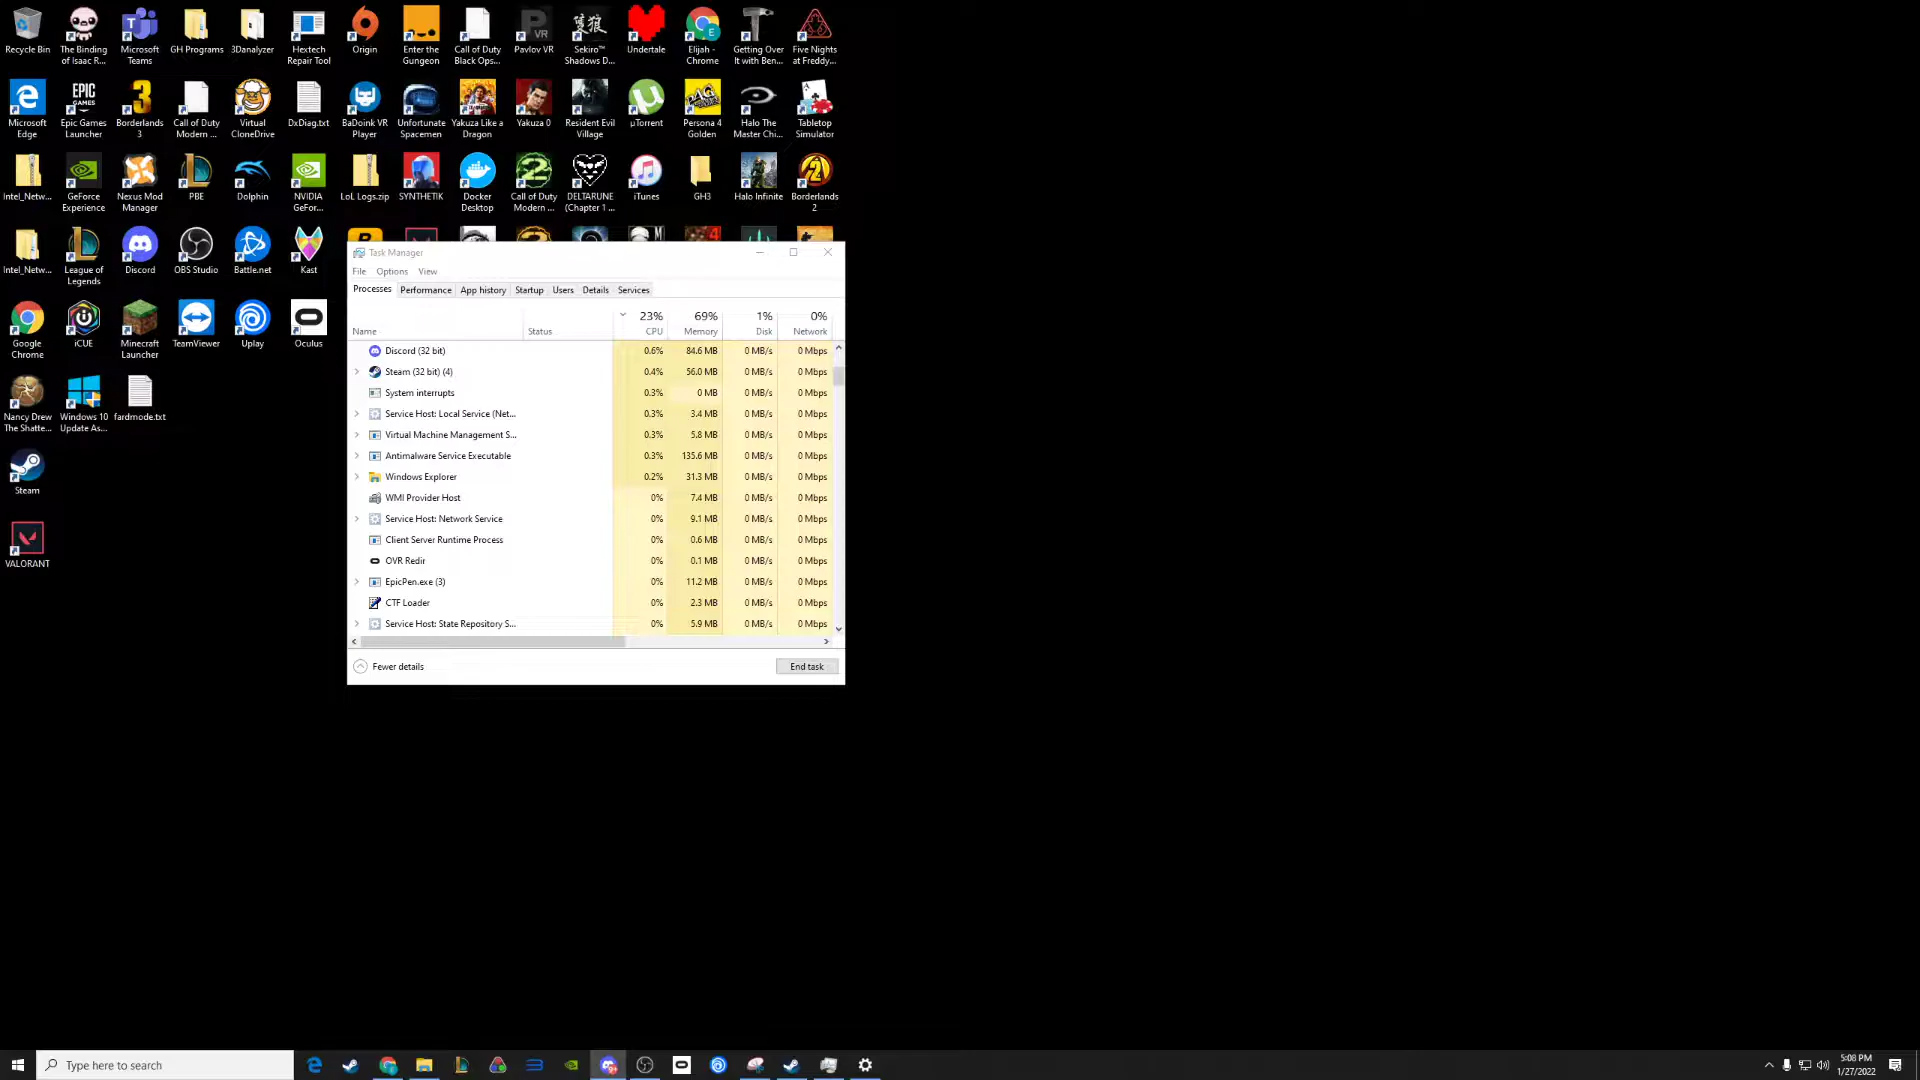 Recycle Bin
The Binding
of Isaac R...
Microsoft
Teams
GH Programs
3Danalyzer
Hextech
Repair Tool
Origin
Enter the
Gungeon
Call of Duty
Black Ops...
Pavlov VR
Sekiro™
Shadows D...
Undertale
Elijah -
Chrome
Getting Over
It with Ben...
Five Nights
at Freddy...
Microsoft
Edge
Epic Games
Launcher
Borderlands
3
Call of Duty
Modern ...
Virtual
CloneDrive
DxDiag.txt
BaDoink VR
Player
Unfortunate
Spacemen
Yakuza Like a
Dragon
Yakuza 0
Resident Evil
Village
µTorrent
Persona 4
Golden
Halo The
Master Chi...
Tabletop
Simulator
Intel_Netw...
GeForce
Experience
Nexus Mod
Manager
PBE
Dolphin
NVIDIA
GeFor...
LoL Logs.zip
SYNTHETIK
Docker
Desktop
Call of Duty
Modern ...
DELTARUNE
(Chapter 1 ...
iTunes
GH3
Halo Infinite
Borderlands
2
Intel_Netw...
League of
Legends
Discord
OBS Studio
Battle.net
Kast
Google
Chrome
iCUE
Minecraft
Launcher
TeamViewer
Uplay
Oculus
Nancy Drew
The Shatte...
Windows 10
Update As...
fardmode.txt
Steam
VALORANT
Task Manager
File Options View
Processes Performance App history Startup Users Details Services
23% 69% 1% 0%
Name Status CPU Memory Disk Network
Discord (32 bit) 0.6% 84.6 MB 0 MB/s 0 Mbps
Steam (32 bit) (4) 0.4% 56.0 MB 0 MB/s 0 Mbps
System interrupts 0.3% 0 MB 0 MB/s 0 Mbps
Service Host: Local Service (Net... 0.3% 3.4 MB 0 MB/s 0 Mbps
Virtual Machine Management S... 0.3% 5.8 MB 0 MB/s 0 Mbps
Antimalware Service Executable 0.3% 135.6 MB 0 MB/s 0 Mbps
Windows Explorer 0.2% 31.3 MB 0 MB/s 0 Mbps
WMI Provider Host 0% 7.4 MB 0 MB/s 0 Mbps
Service Host: Network Service 0% 9.1 MB 0 MB/s 0 Mbps
Client Server Runtime Process 0% 0.6 MB 0 MB/s 0 Mbps
OVR Redir 0% 0.1 MB 0 MB/s 0 Mbps
EpicPen.exe (3) 0% 11.2 MB 0 MB/s 0 Mbps
CTF Loader 0% 2.3 MB 0 MB/s 0 Mbps
Service Host: State Repository S... 0% 5.9 MB 0 MB/s 0 Mbps
Fewer details
End task
Type here to search
5:08 PM
1/27/2022